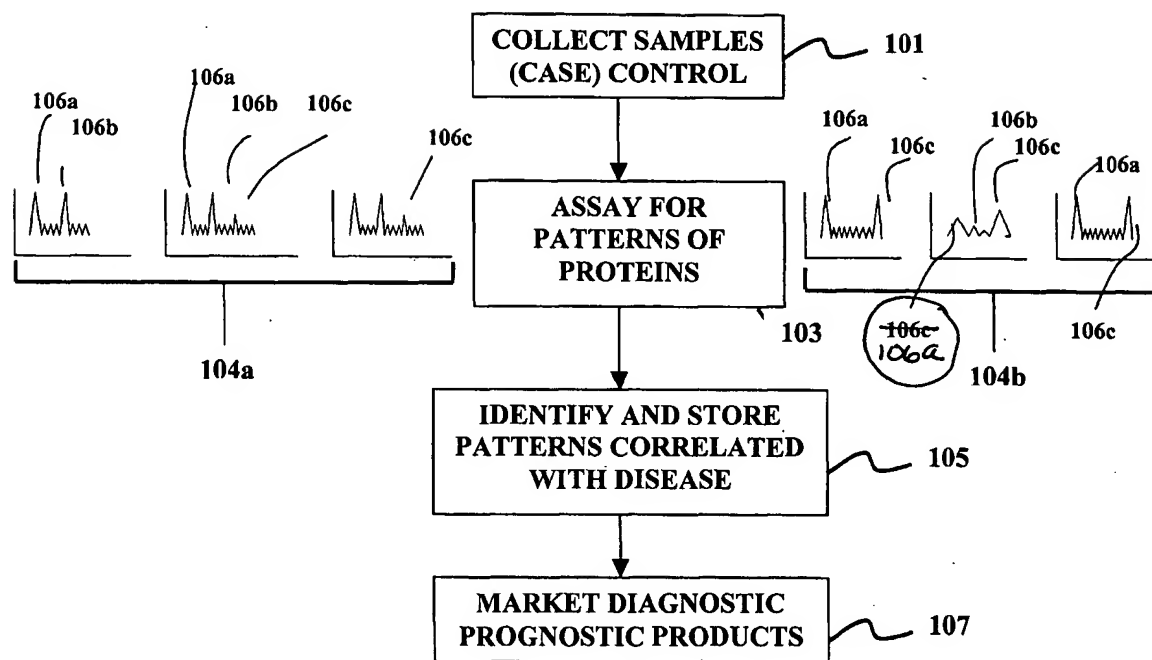 COLLECT SAMPLES
(CASE) CONTROL
101
106a
106b
106a
106b
106c
106c
106a
106c
106b
106c
106a
ASSAY FOR
PATTERNS OF
PROTEINS
103
104a
106c
106a
104b
106c
IDENTIFY AND STORE
PATTERNS CORRELATED
WITH DISEASE
105
MARKET DIAGNOSTIC
PROGNOSTIC PRODUCTS
107